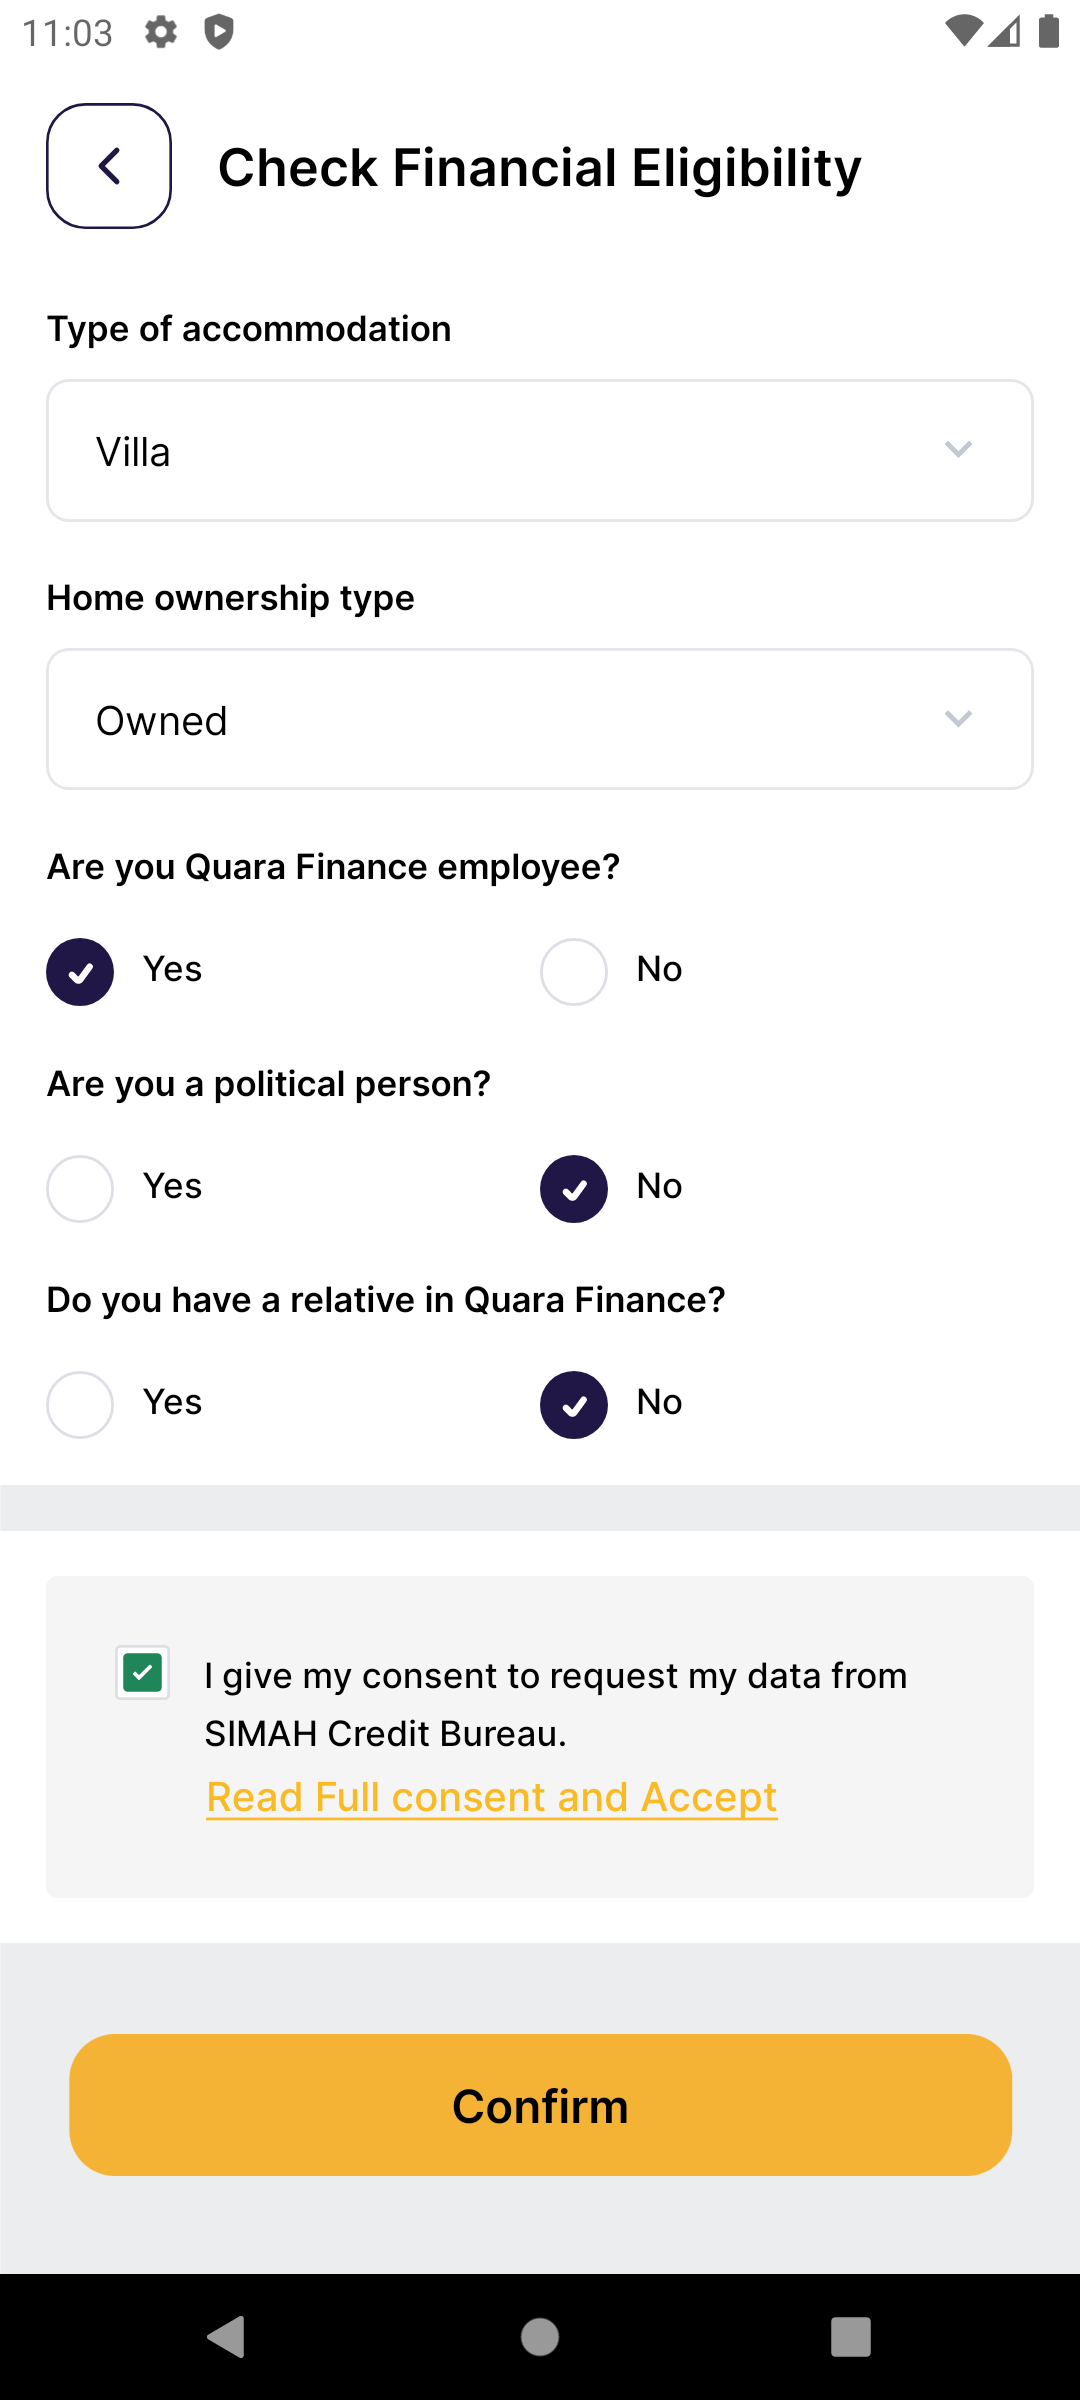 11:03
Check Financial Eligibility
Type of accommodation
Villa
Home ownership type
Owned
Are you Quara Finance employee?
Yes No
Are you a political person?
Yes No
Do you have a relative in Quara Finance?
Yes No
I give my consent to request my data from
SIMAH Credit Bureau.
Read Full consent and Accept
Confirm